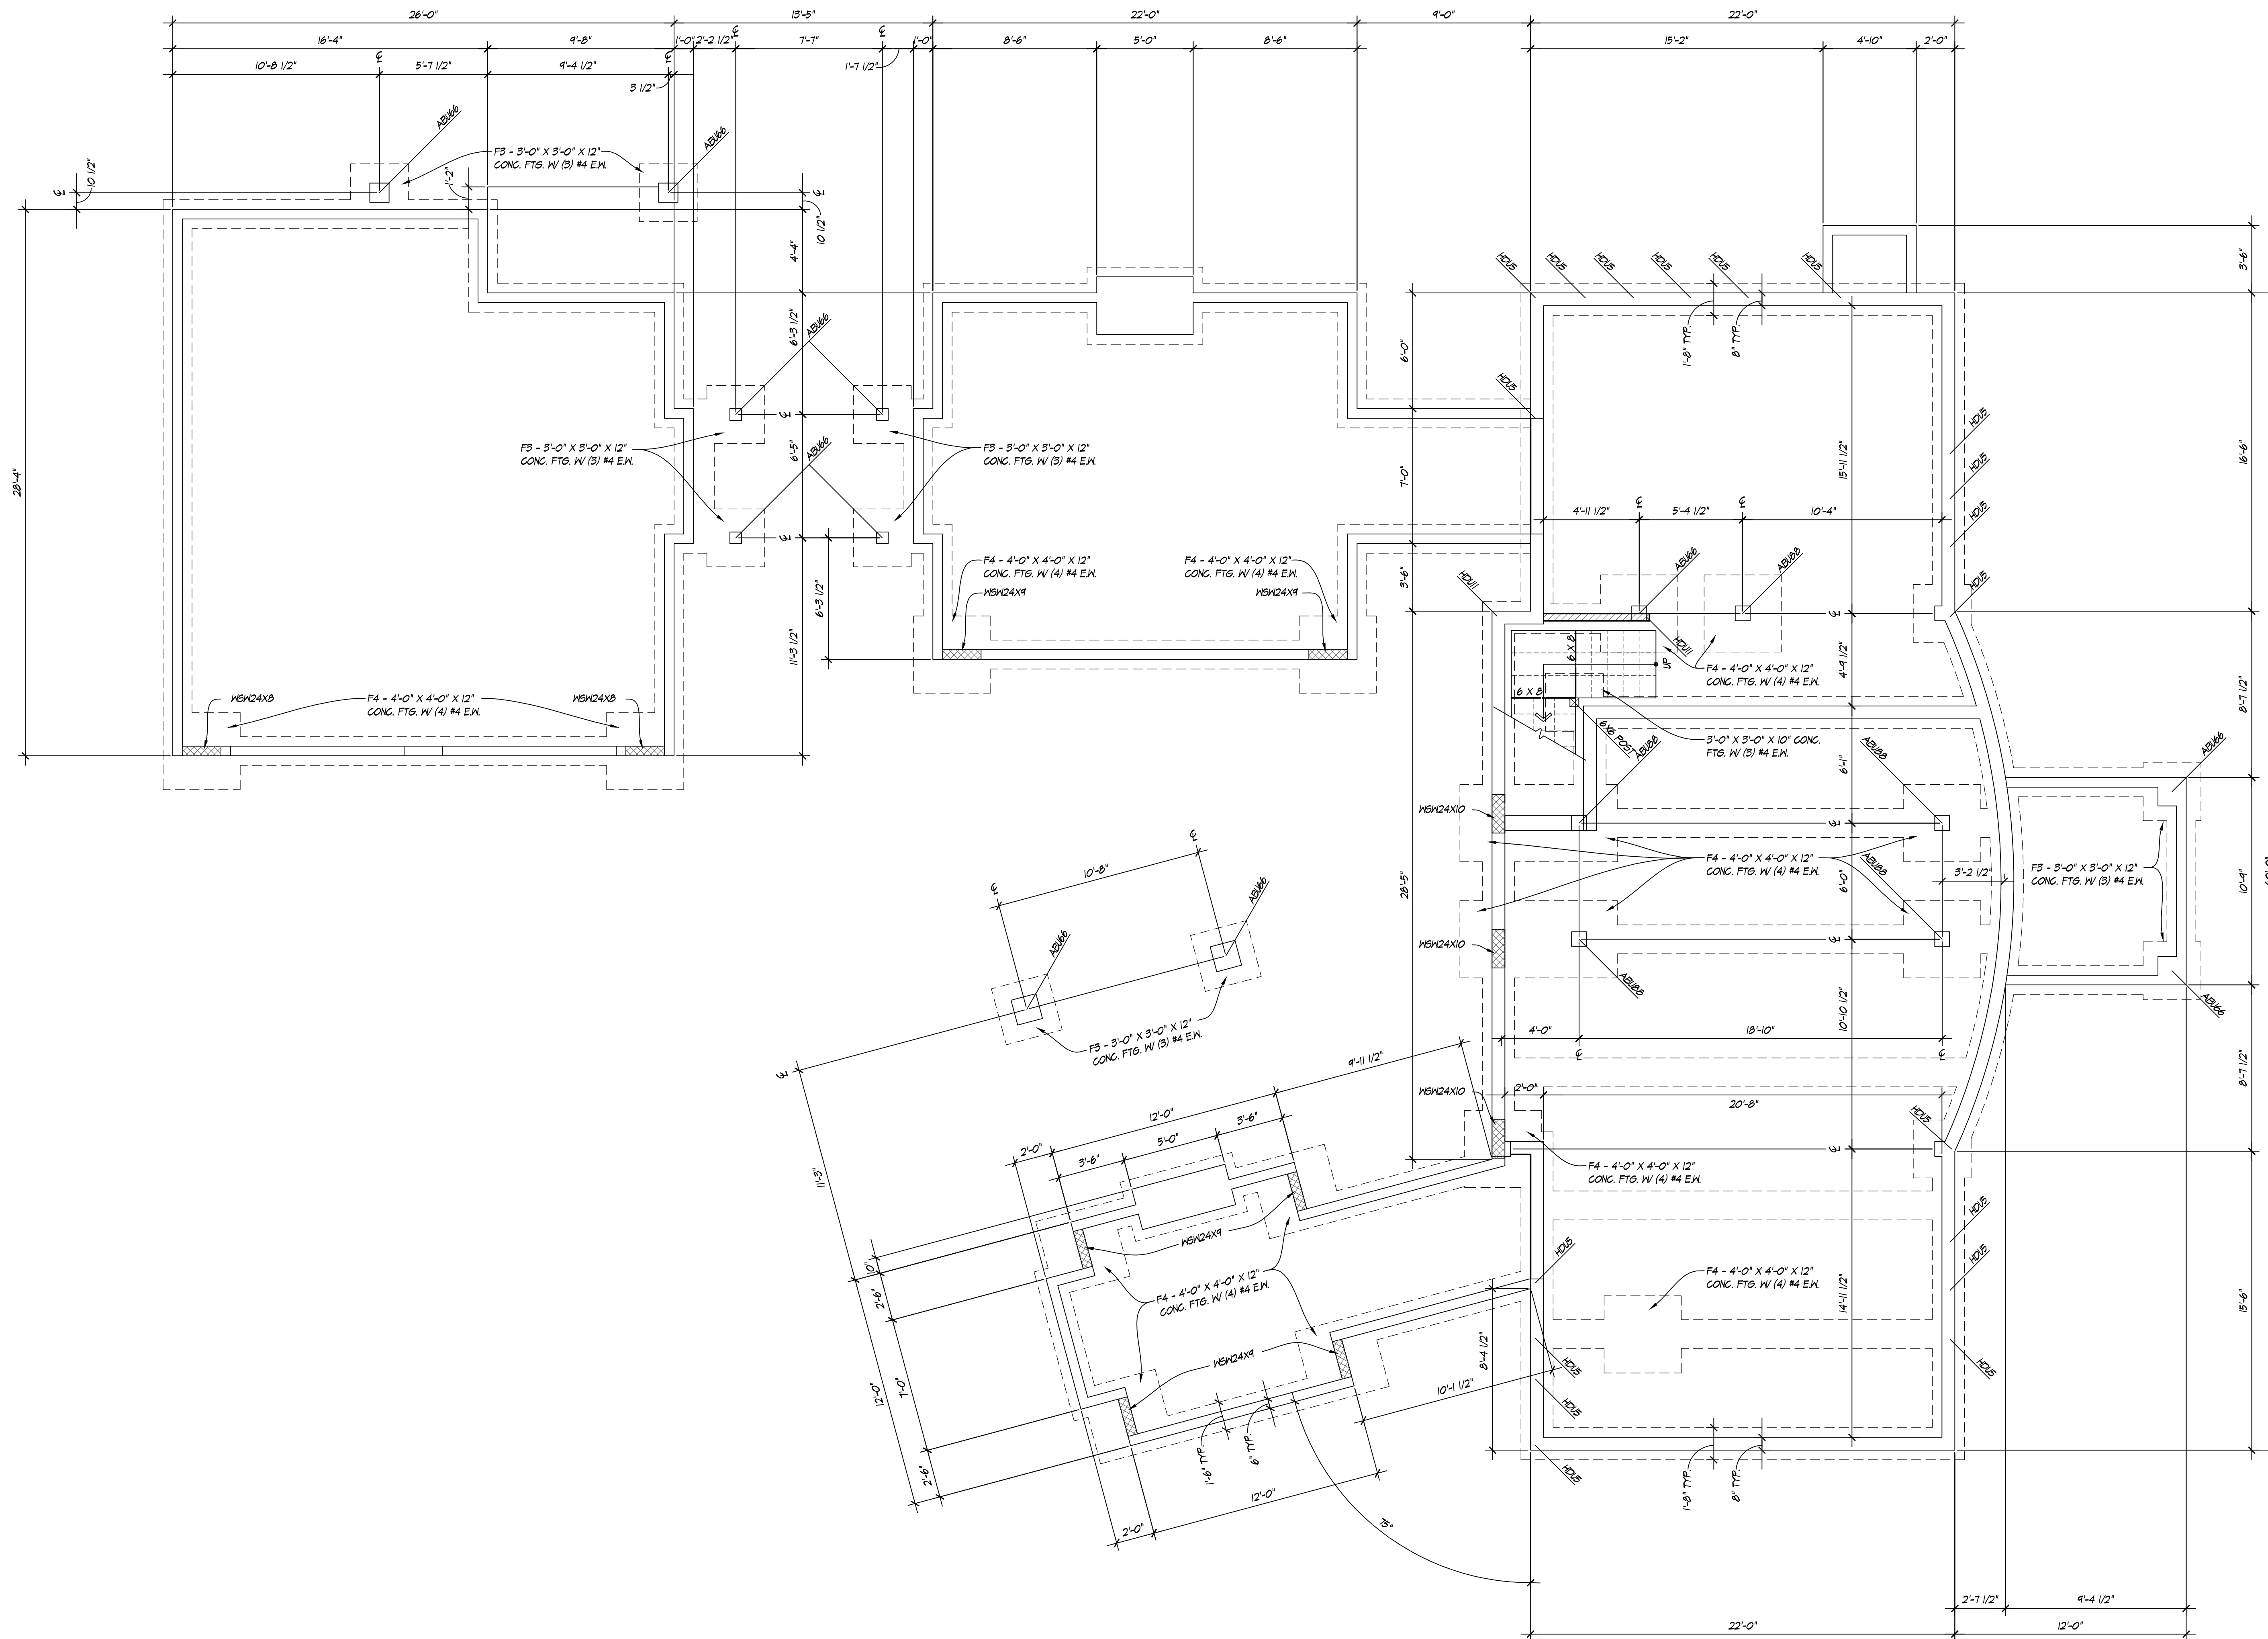 26'-0"
13'-5"
22'-0"
9'-0"
22'-0"
16'-4"
9'-8"
1'-0"
2'-2 1/2"
7'-7"
1'-0"
8'-6"
5'-0"
8'-6"
15'-2"
4'-10"
2'-0"
10'-8 1/2"
5'-7 1/2"
9'-4 1/2"
3 1/2"
1'-7 1/2"
ABU66
ABU66
F3 - 3'-0" X 3'-0" X 12"
CONC. FTG. W/ (3) #4 E.W.
10 1/2"
1'-2"
10 1/2"
4'-4"
28'-4"
6'-3 1/2"
ABU66
6'-5"
ABU66
F3 - 3'-0" X 3'-0" X 12"
CONC. FTG. W/ (3) #4 E.W.
F3 - 3'-0" X 3'-0" X 12"
CONC. FTG. W/ (3) #4 E.W.
6'-3 1/2"
11'-3 1/2"
F4 - 4'-0" X 4'-0" X 12"
CONC. FTG. W/ (4) #4 E.W.
WSW24X9
F4 - 4'-0" X 4'-0" X 12"
CONC. FTG. W/ (4) #4 E.W.
WSW24X9
WSW24X8
F4 - 4'-0" X 4'-0" X 12"
CONC. FTG. W/ (4) #4 E.W.
WSW24X8
HDU5
HDU5
HDU5
HDU5
HDU5
HDU5
3'-6"
1'-8" TYP.
8" TYP.
6'-0"
HDU5
7'-0"
3'-6"
15'-11 1/2"
HDU5
HDU5
HDU5
HDU5
16'-6"
4'-11 1/2"
5'-4 1/2"
10'-4"
ABU66
ABU88
HDU11
HDU11
6 X 8
6 X 8
UP
F4 - 4'-0" X 4'-0" X 12"
CONC. FTG. W/ (4) #4 E.W.
4'-9 1/2"
8'-7 1/2"
6X6 POST
ABU88
3'-0" X 3'-0" X 10" CONC.
FTG. W/ (3) #4 E.W.
ABU88
ABU66
6'-1"
WSW24X10
F4 - 4'-0" X 4'-0" X 12"
CONC. FTG. W/ (4) #4 E.W.
ABU88
6'-0"
3'-2 1/2"
F3 - 3'-0" X 3'-0" X 12"
CONC. FTG. W/ (3) #4 E.W.
10'-9"
28'-5"
WSW24X10
ABU88
ABU66
10'-10 1/2"
4'-0"
18'-10"
8'-7 1/2"
WSW24X10
2'-0"
20'-8"
HDU5
F4 - 4'-0" X 4'-0" X 12"
CONC. FTG. W/ (4) #4 E.W.
HDU5
HDU5
HDU5
F4 - 4'-0" X 4'-0" X 12"
CONC. FTG. W/ (4) #4 E.W.
14'-11 1/2"
15'-6"
8'-4 1/2"
HDU5
HDU5
HDU5
HDU5
1'-8" TYP.
8" TYP.
10'-8"
ABU66
ABU66
F3 - 3'-0" X 3'-0" X 12"
CONC. FTG. W/ (3) #4 E.W.
11'-3"
9'-11 1/2"
12'-0"
2'-0"
3'-6"
5'-0"
3'-6"
10"
2'-6"
7'-0"
12'-0"
2'-6"
WSW24X9
F4 - 4'-0" X 4'-0" X 12"
CONC. FTG. W/ (4) #4 E.W.
WSW24X9
1'-6" TYP.
6" TYP.
10'-1 1/2"
12'-0"
2'-0"
75°
2'-7 1/2"
9'-4 1/2"
22'-0"
12'-0"